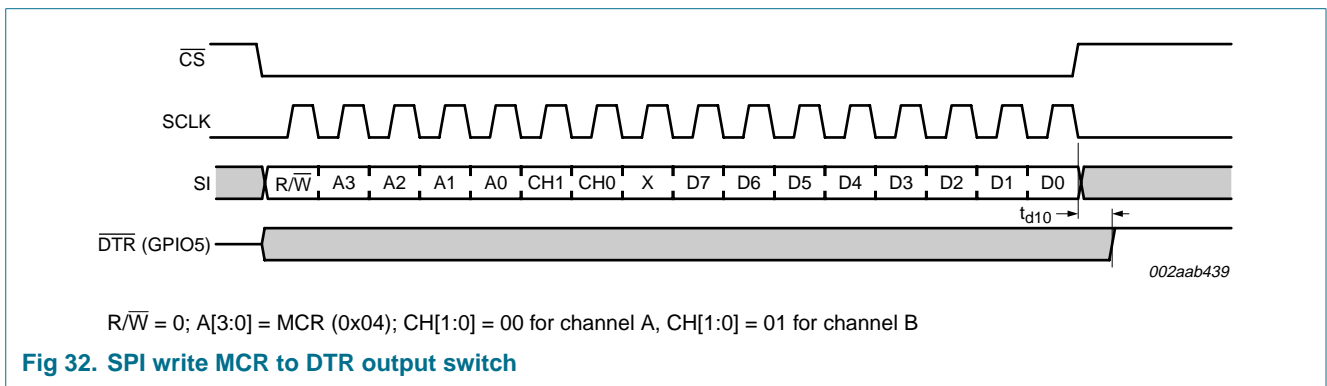 C̅S̅
SCLK
SI R/W̅ A3 A2 A1 A0 CH1 CH0 X D7 D6 D5 D4 D3 D2 D1 D0
td10
D̅T̅R̅ (GPIO5)
002aab439
R/W̅ = 0; A[3:0] = MCR (0x04); CH[1:0] = 00 for channel A, CH[1:0] = 01 for channel B
Fig 32. SPI write MCR to DTR output switch